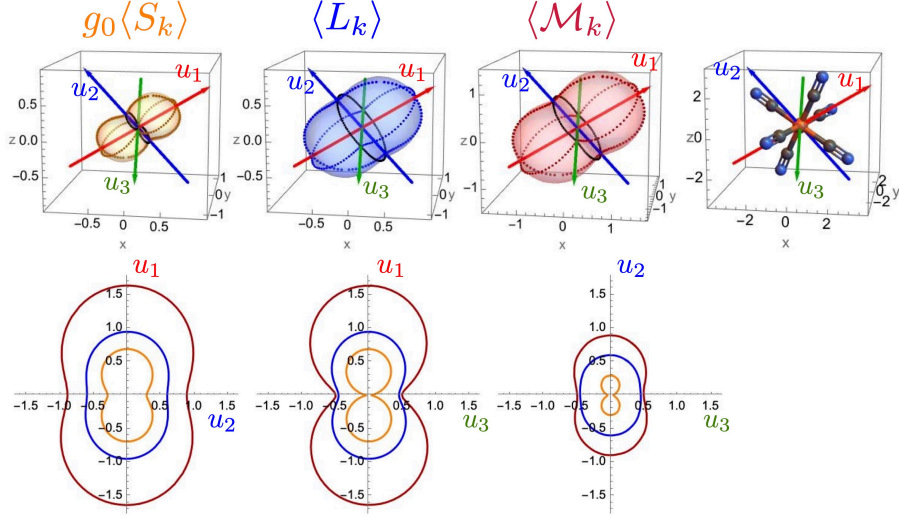 g₀⟨Sₖ⟩ ⟨Lₖ⟩ ⟨ℳₖ⟩
u₁ u₁ u₁ u₁
u₂ u₂ u₂ u₂
u₃ u₃ u₃ u₃
z 0.5 0.0 −0.5
−0.5 0 0.5
x
1 0 y −1
z 0.5 0.0 −0.5
−0.5 0 0.5
x
1 0 y −1
z 1 0 −1
−1 0 1
x
1 0 y −1
z 2 0 −2
−2 0 2
x
2 0 y −2
u₁ u₁ u₂
1.5 1.5 1.5
1.0 1.0 1.0
0.5 0.5 0.5
−1.5 −1.0 −0.5 0.5 1.0 1.5 −1.5 −1.0 −0.5 0.5 1.0 1.5 −1.5 −1.0 −0.5 0.5 1.0 1.5
u₂ u₃ u₃
−0.5 −0.5 −0.5
−1.0 −1.0 −1.0
−1.5 −1.5 −1.5